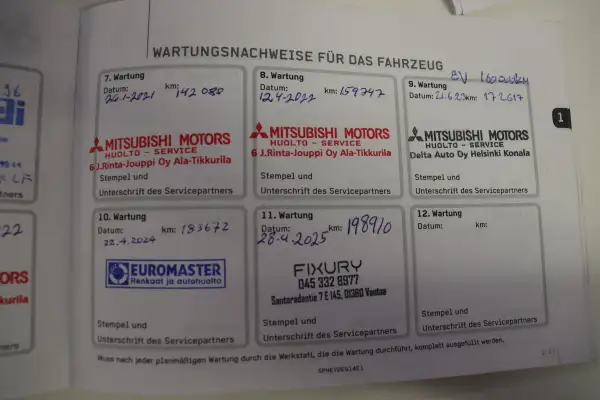 WARTUNGSNACHWEISE FÜR DAS FAHRZEUG
7. Wartung
Datum: km:
26.1-2021 142 080
MITSUBISHI MOTORS
HUOLTO - SERVICE
6 J.Rinta-Jouppi Oy Ala-Tikkurila
Stempel und
Unterschrift des Servicepartners
8. Wartung
Datum: km: 159747
12.4-2022
MITSUBISHI MOTORS
HUOLTO - SERVICE
6 J.Rinta-Jouppi Oy Ala-Tikkurila
Stempel und
Unterschrift des Servicepartners
9. Wartung
Datum: 21.6.23 km: 172617
MITSUBISHI MOTORS
HUOLTO - SERVICE
Delta Auto Oy Helsinki Konala
Stempel und
Unterschrift des Servicepartners
1
10. Wartung
Datum: km: 183672
22.4.2024
EUROMASTER
Renkaat ja autohuolto
Stempel und
Unterschrift des Servicepartners
11. Wartung
Datum: km: 198910
28.4.2025
FIXURY
045 332 8977
Santaradantie 7 E 145, 01360 Vantaa
Stempel und
Unterschrift des Servicepartners
12. Wartung
Datum: km:
Stempel und
Unterschrift des Servicepartners
Muss nach jeder planmäßigen Wartung durch die Werkstatt, die die Wartung durchführt, komplett ausgefüllt werden.